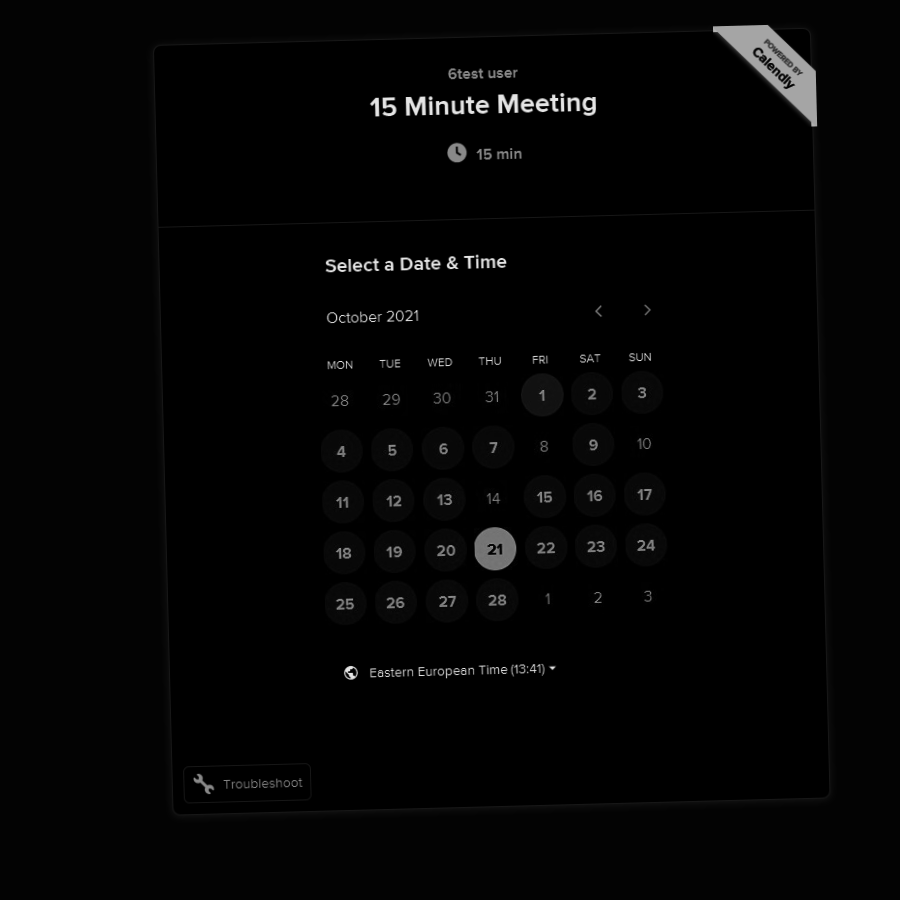 POWERED BY
Calendly
6test user
15 Minute Meeting
15 min
Select a Date & Time
October 2021
MON TUE WED THU FRI SAT SUN
28 29 30 31 1 2 3
4 5 6 7 8 9 10
11 12 13 14 15 16 17
18 19 20 21 22 23 24
25 26 27 28 1 2 3
Eastern European Time (13:41)
Troubleshoot